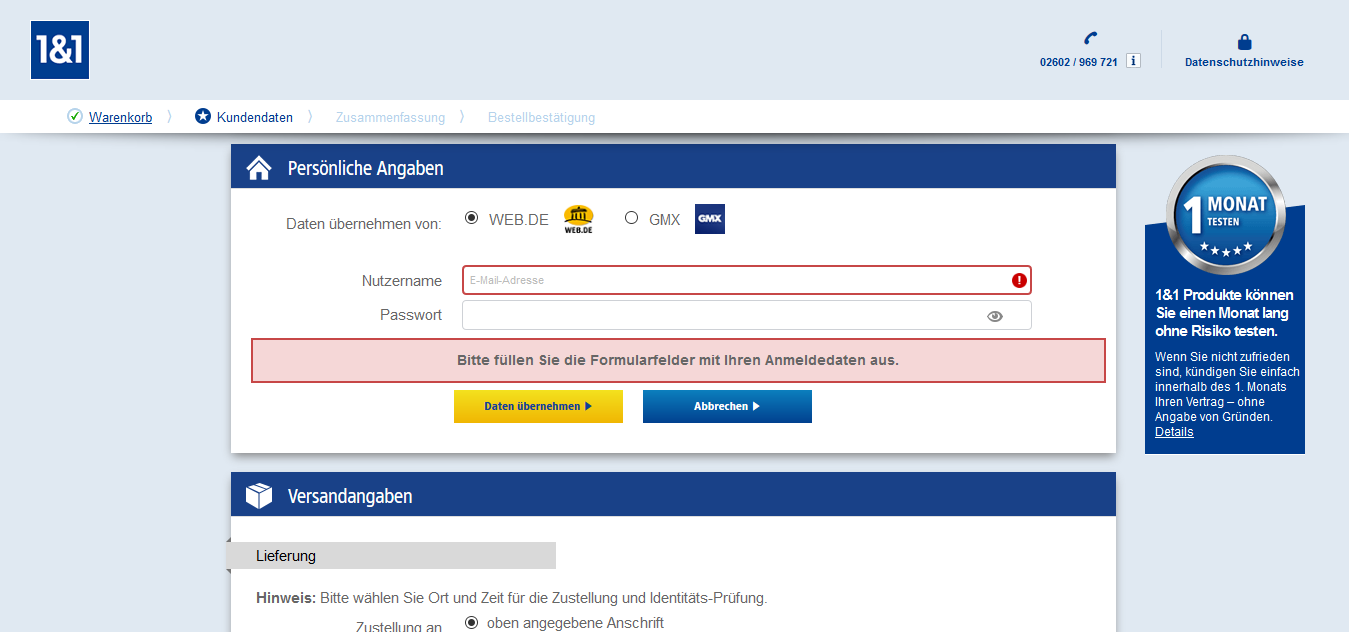 1&1
02602 / 969 721 i
Datenschutzhinweise
Warenkorb
Kundendaten
Zusammenfassung
Bestellbestätigung
Persönliche Angaben
Daten übernehmen von: WEB.DE WEB.DE GMX GMX
Nutzername E-Mail-Adresse !
Passwort
Bitte füllen Sie die Formularfelder mit Ihren Anmeldedaten aus.
Daten übernehmen
Abbrechen
1 MONAT
TESTEN
1&1 Produkte können
Sie einen Monat lang
ohne Risiko testen.
Wenn Sie nicht zufrieden
sind, kündigen Sie einfach
innerhalb des 1. Monats
Ihren Vertrag – ohne
Angabe von Gründen.
Details
Versandangaben
Lieferung
Hinweis: Bitte wählen Sie Ort und Zeit für die Zustellung und Identitäts-Prüfung.
Zustellung an oben angegebene Anschrift